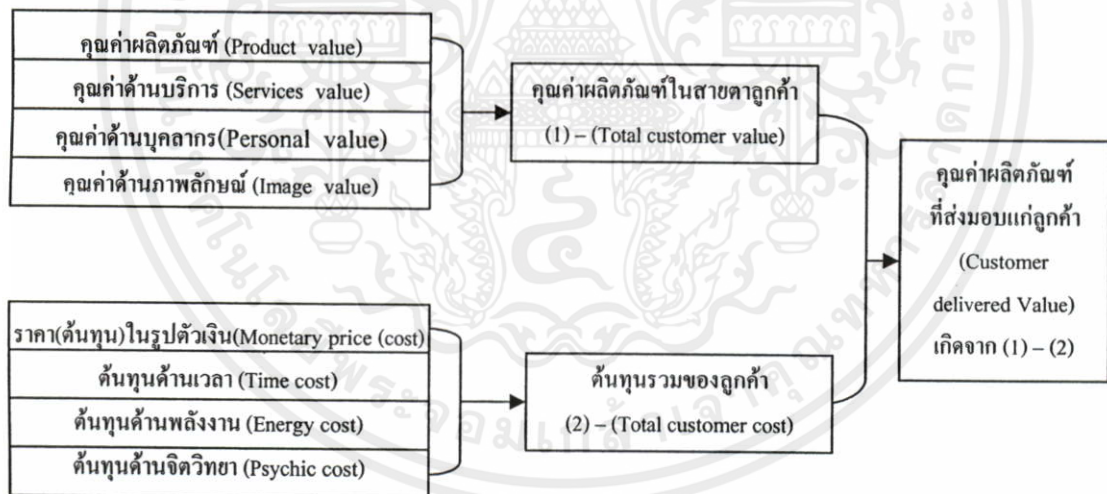 คุณค่าผลิตภัณฑ์ (Product value)
คุณค่าด้านบริการ (Services value)
คุณค่าด้านบุคลากร(Personal value)
คุณค่าด้านภาพลักษณ์ (Image value)
คุณค่าผลิตภัณฑ์ในสายตาลูกค้า
(1) – (Total customer value)
ราคา(ต้นทุน)ในรูปตัวเงิน(Monetary price (cost)
ต้นทุนด้านเวลา (Time cost)
ต้นทุนด้านพลังงาน (Energy cost)
ต้นทุนด้านจิตวิทยา (Psychic cost)
ต้นทุนรวมของลูกค้า
(2) – (Total customer cost)
คุณค่าผลิตภัณฑ์
ที่ส่งมอบแก่ลูกค้า
(Customer
delivered Value)
เกิดจาก (1) – (2)